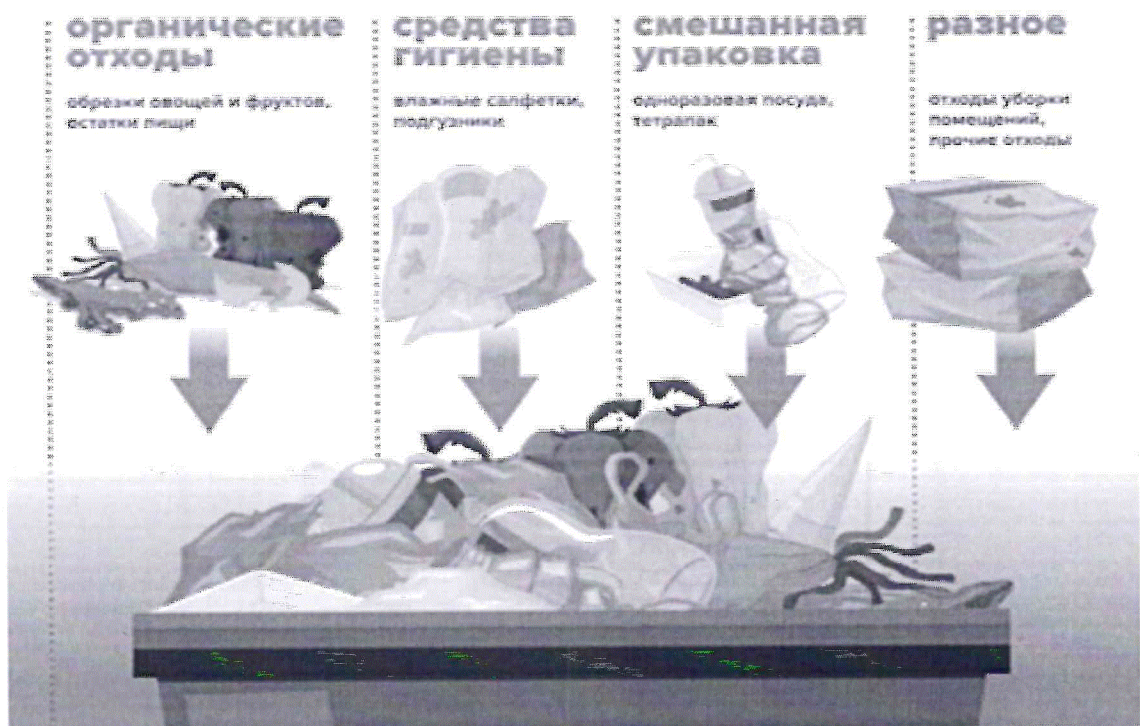 органические
отходы
обрезки овощей и фруктов,
остатки пищи
средства
гигиены
влажные салфетки,
подгузники
смешанная
упаковка
одноразовая посуда,
тетрапак
разное
отходы уборки
помещений,
прочие отходы